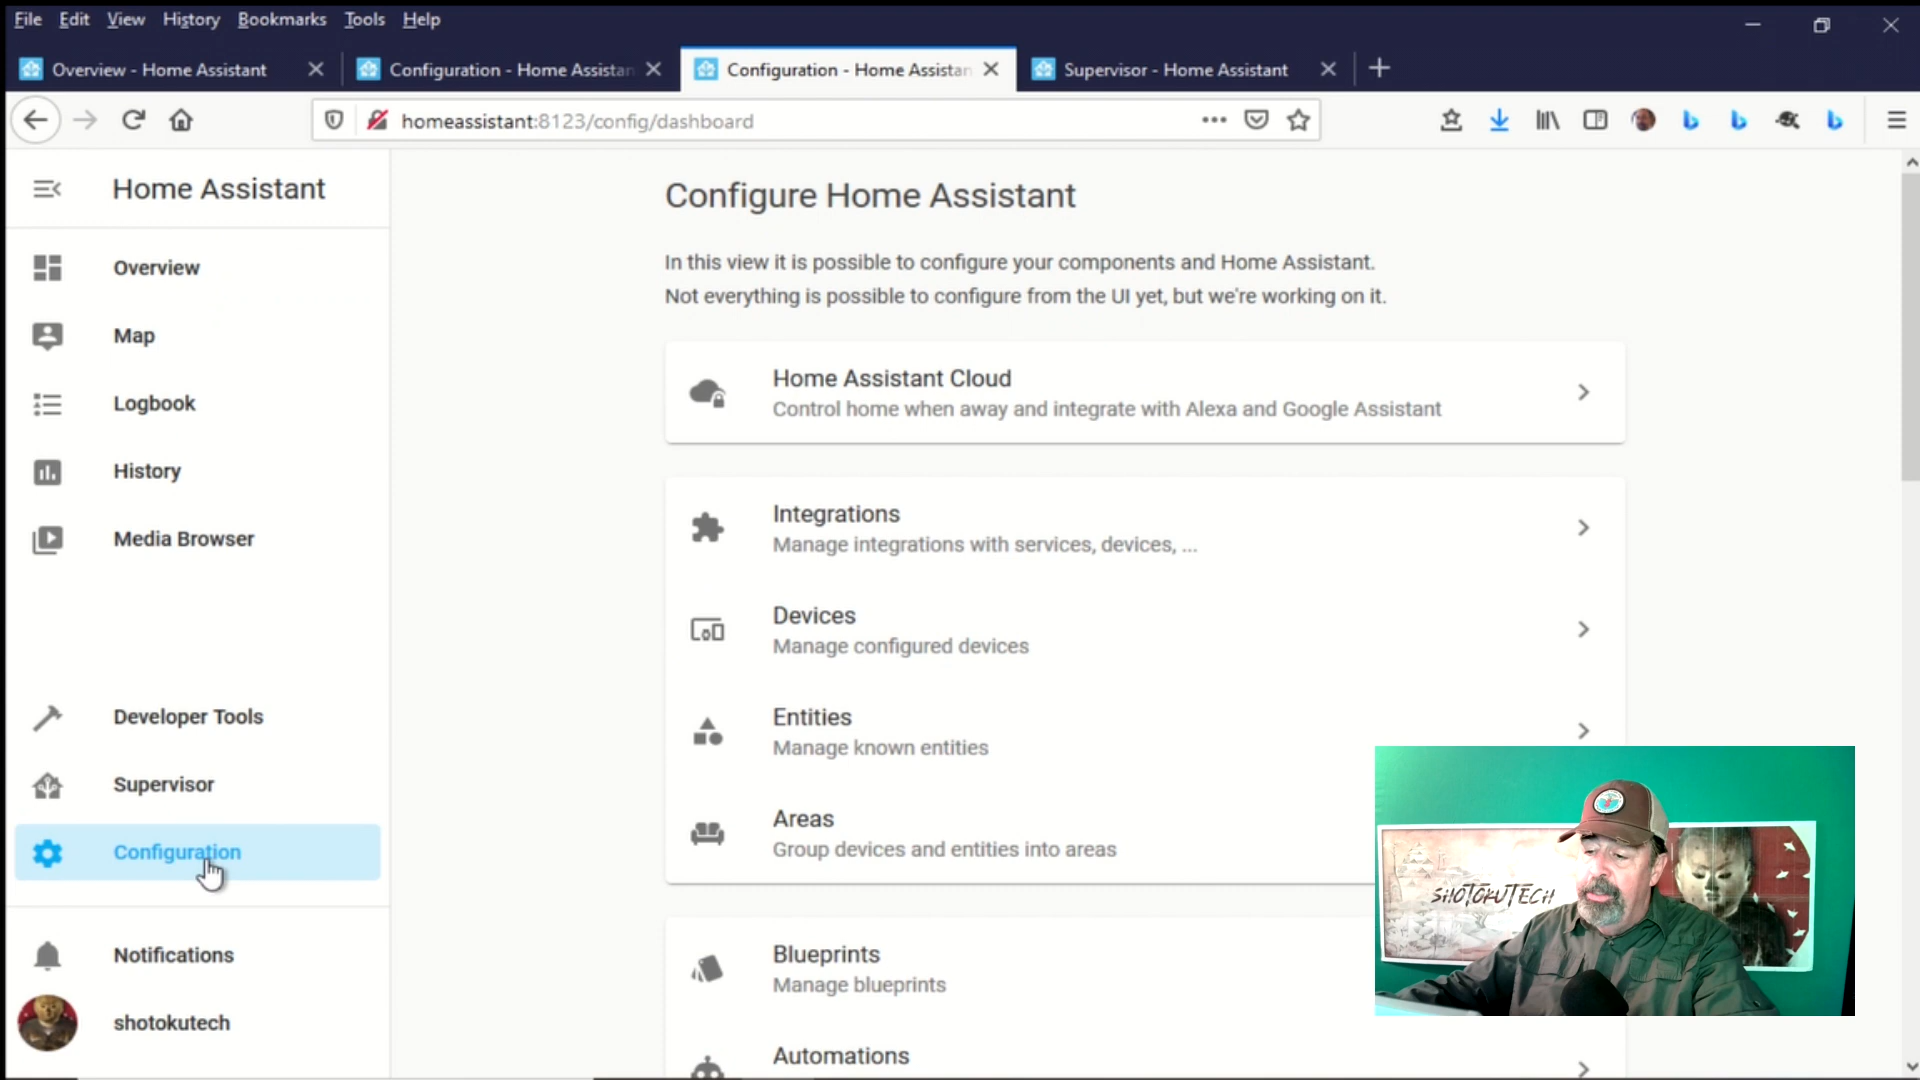 File Edit View History Bookmarks Tools Help
Overview - Home Assistant
Configuration - Home Assistan
Configuration - Home Assistan
Supervisor - Home Assistant
homeassistant:8123/config/dashboard
Home Assistant
Overview
Map
Logbook
History
Media Browser
Developer Tools
Supervisor
Configuration
Notifications
shotokutech
Configure Home Assistant
In this view it is possible to configure your components and Home Assistant.
Not everything is possible to configure from the UI yet, but we're working on it.
Home Assistant Cloud
Control home when away and integrate with Alexa and Google Assistant
Integrations
Manage integrations with services, devices, ...
Devices
Manage configured devices
Entities
Manage known entities
Areas
Group devices and entities into areas
Blueprints
Manage blueprints
Automations
SHOTOKUTECH